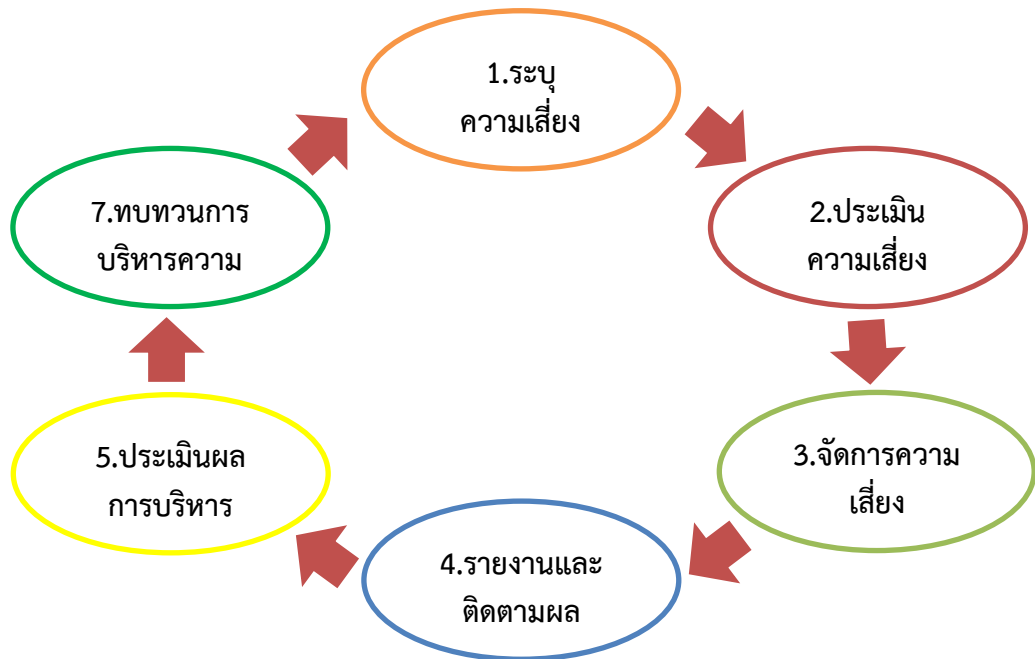 1.ระบุ
ความเสี่ยง
2.ประเมิน
ความเสี่ยง
3.จัดการความ
เสี่ยง
4.รายงานและ
ติดตามผล
5.ประเมินผล
การบริหาร
7.ทบทวนการ
บริหารความ